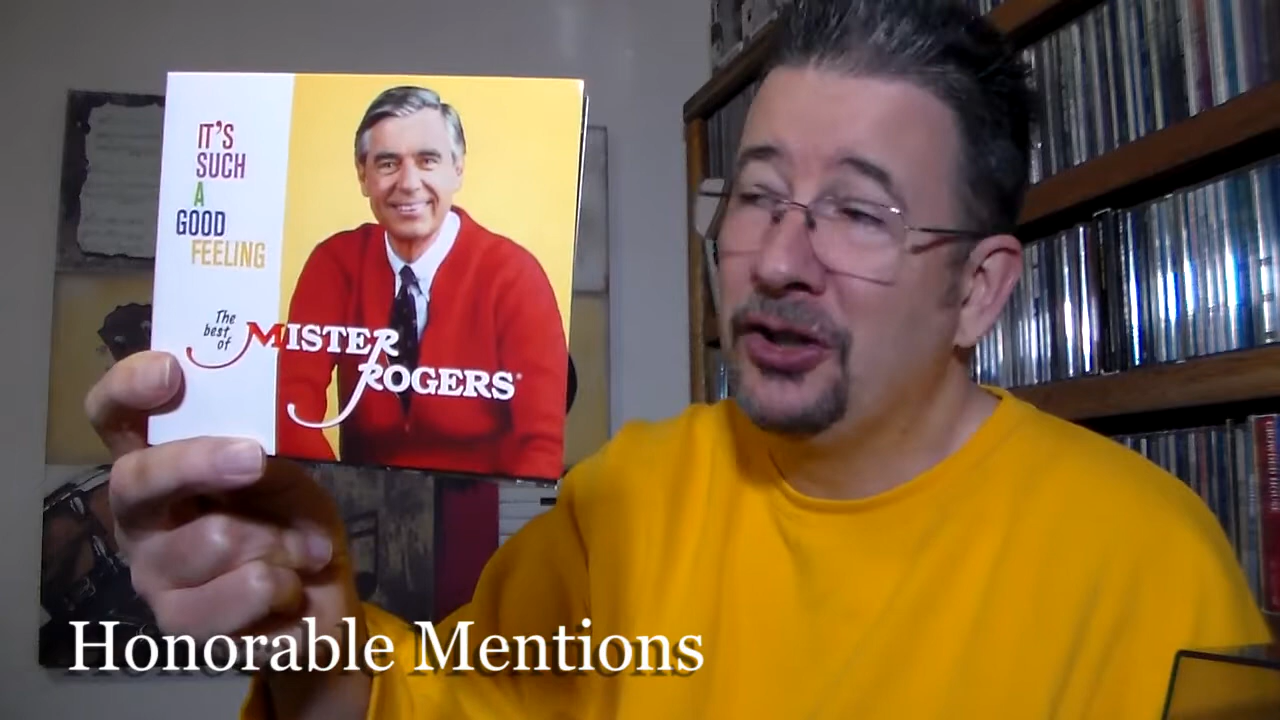 IT'S
SUCH
A
GOOD
FEELING
The
best
of
MISTER
ROGERS®
Honorable Mentions